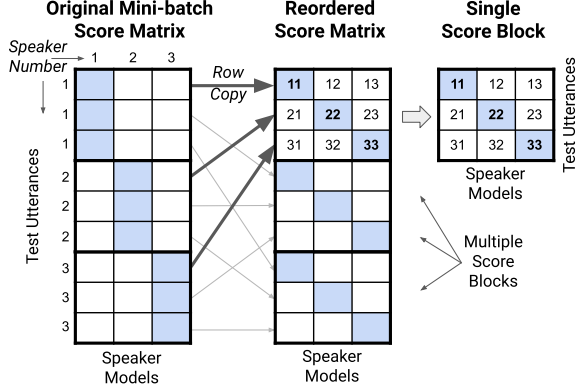 Original Mini-batch
Score Matrix
Reordered
Score Matrix
Single
Score Block
Speaker
Number
1 2 3
Row
Copy
Test Utterances
1
1
1
2
2
2
3
3
3
11 12 13
21 22 23
31 32 33
11 12 13
21 22 23
31 32 33
Test Utterances
Speaker
Models
Multiple
Score
Blocks
Speaker
Models
Speaker
Models